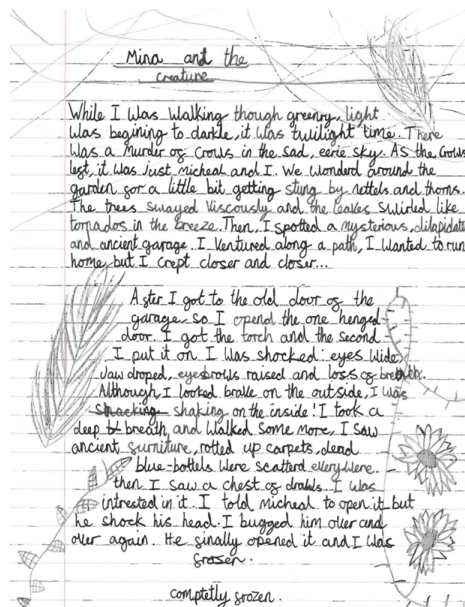 Mina and the
creature
While I was walking though greenry, light
was begining to darkle, it was twilight time. There
was a murder of crows in the sad, eerie sky. As the crows
left, it was just micheal and I. We wonderd around the
garden for a little bit getting stung by nettels and thorns.
The trees swayed viscously and the leaves swirled like
tornados in the breeze. Then, I spotted a mysterious, dilapidate
and ancient garage. I ventured along a path, I wanted to run
home, but I crept closer and closer...
After I got to the old door of the
garage, so I opend the one henged
door. I got the torch and the second
I put it on I was shocked: eyes wide,
Jaw droped, eyebrows raised and loss of breath.
Although I looked brave on the outside, I was
shaking on the inside! I took a
deep breath and walked some more, I saw
ancient furniture, rotted up carpets, dead
blue-bottels were scatterd everywere.
then I saw a chest of draws. I was
intrested in it. I told micheal to open it but
he shock his head. I bugged him over and
over again. He finally opened it and I was
frozen.
completly frozen.